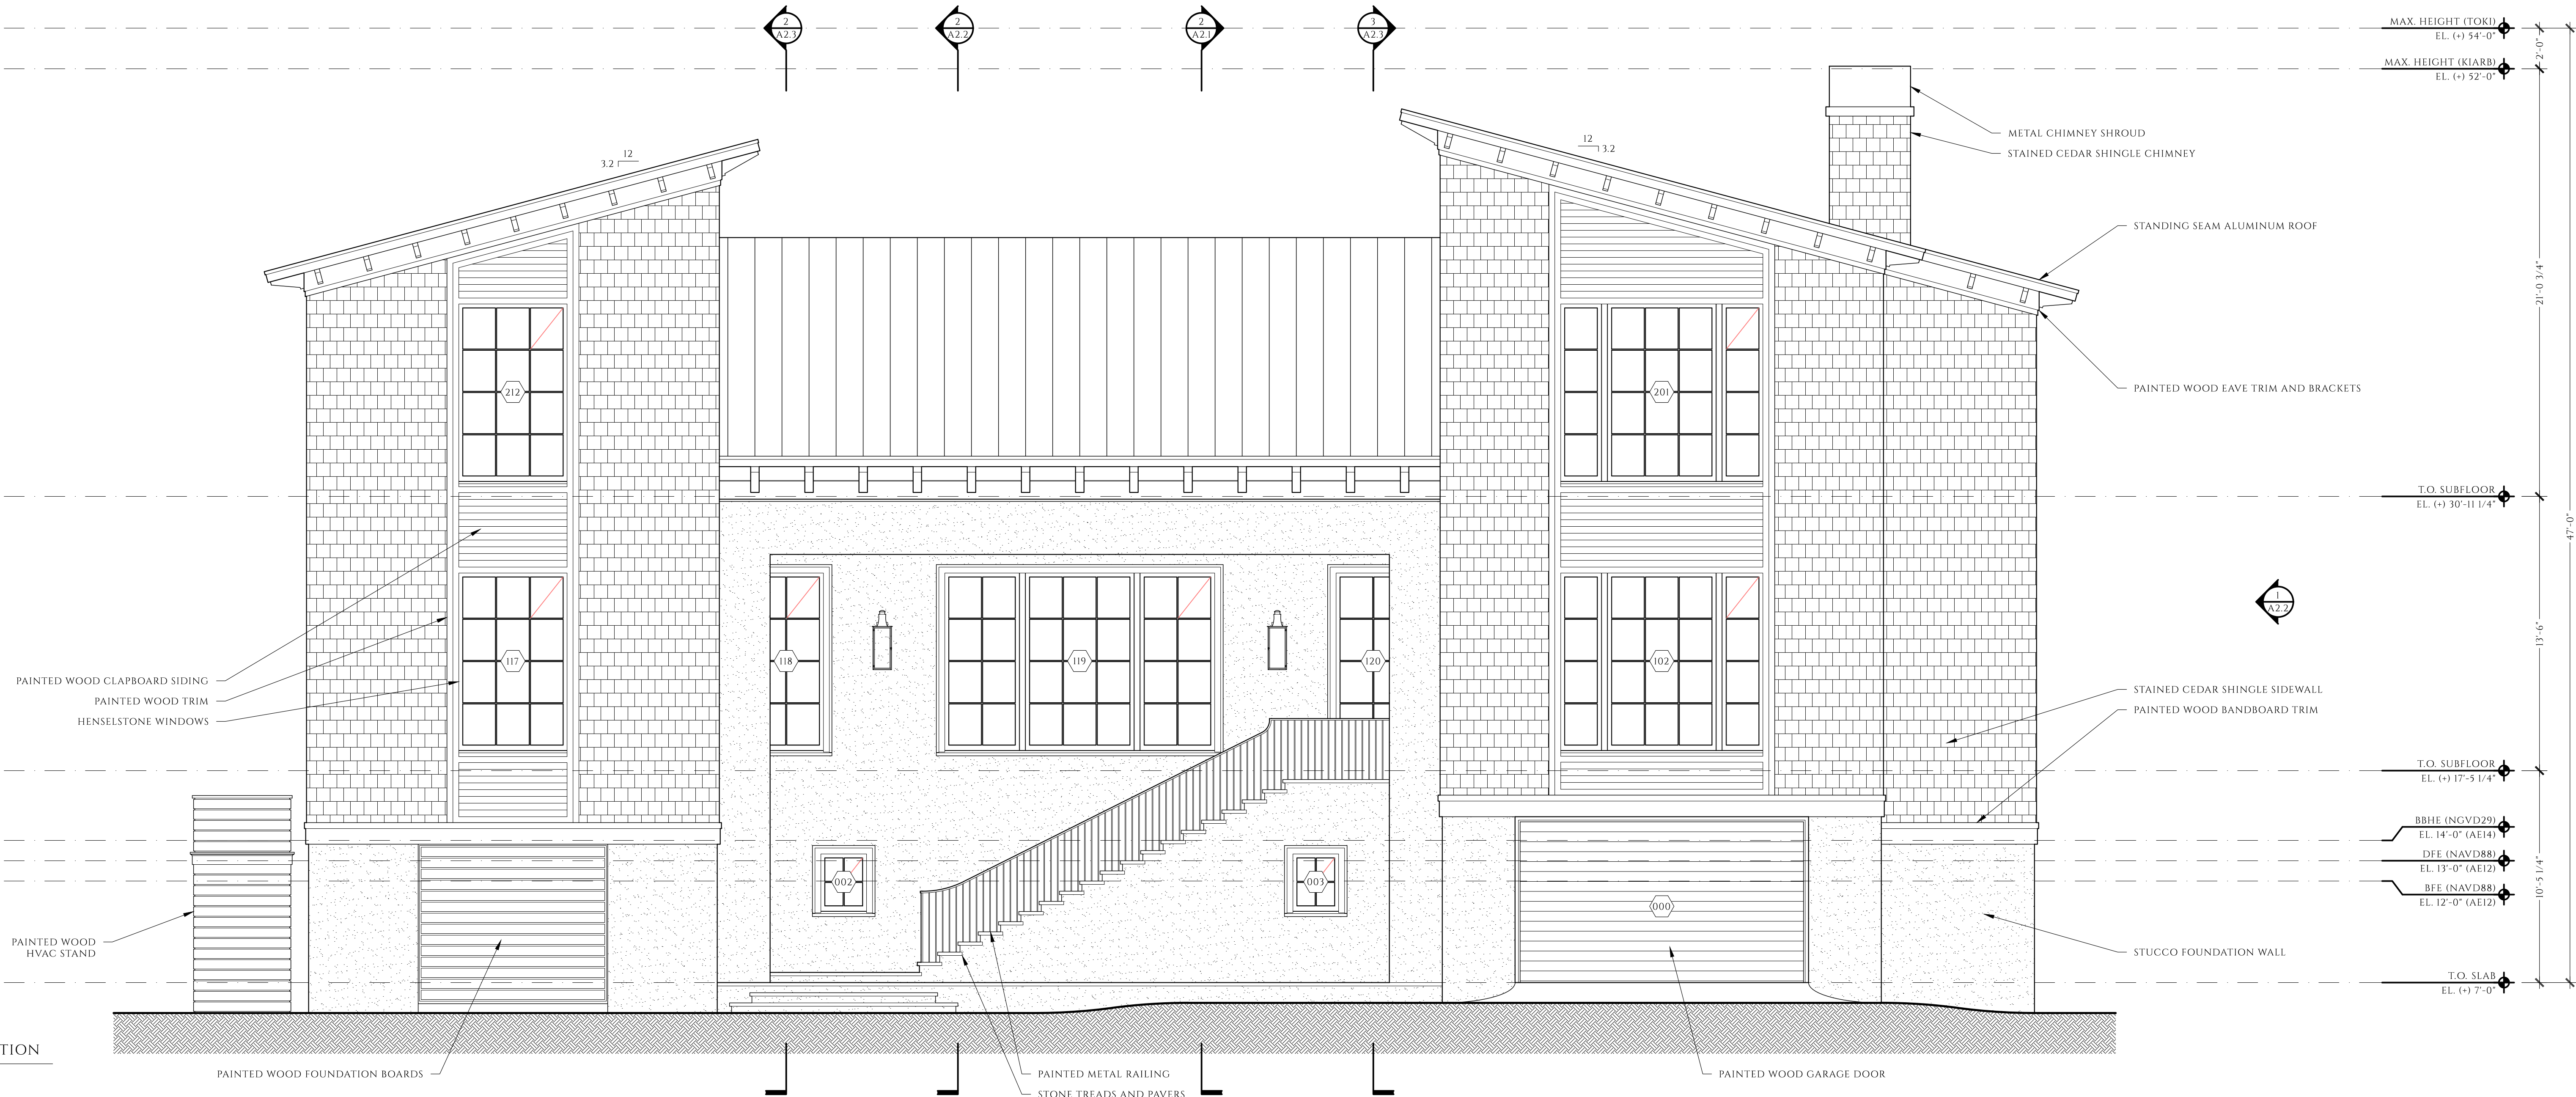 2
A2.3
2
A2.2
2
A2.1
3
A2.3
MAX. HEIGHT (TOKI)
EL. (+) 54'-0"
2'-0"
MAX. HEIGHT (KIARB)
EL. (+) 52'-0"
METAL CHIMNEY SHROUD
STAINED CEDAR SHINGLE CHIMNEY
12
3.2
12
3.2
STANDING SEAM ALUMINUM ROOF
21'-0 3/4"
PAINTED WOOD EAVE TRIM AND BRACKETS
212
201
T.O. SUBFLOOR
EL. (+) 30'-11 1/4"
47'-0"
1
A2.2
13'-6"
117
118
119
120
102
PAINTED WOOD CLAPBOARD SIDING
PAINTED WOOD TRIM
HENSELSTONE WINDOWS
STAINED CEDAR SHINGLE SIDEWALL
PAINTED WOOD BANDBOARD TRIM
T.O. SUBFLOOR
EL. (+) 17'-5 1/4"
BBHE (NGVD29)
EL. 14'-0" (AE14)
DFE (NAVD88)
EL. 13'-0" (AE12)
BFE (NAVD88)
EL. 12'-0" (AE12)
10'-5 1/4"
002
003
000
PAINTED WOOD
HVAC STAND
STUCCO FOUNDATION WALL
T.O. SLAB
EL. (+) 7'-0"
TION
PAINTED WOOD FOUNDATION BOARDS
PAINTED METAL RAILING
STONE TREADS AND PAVERS
PAINTED WOOD GARAGE DOOR